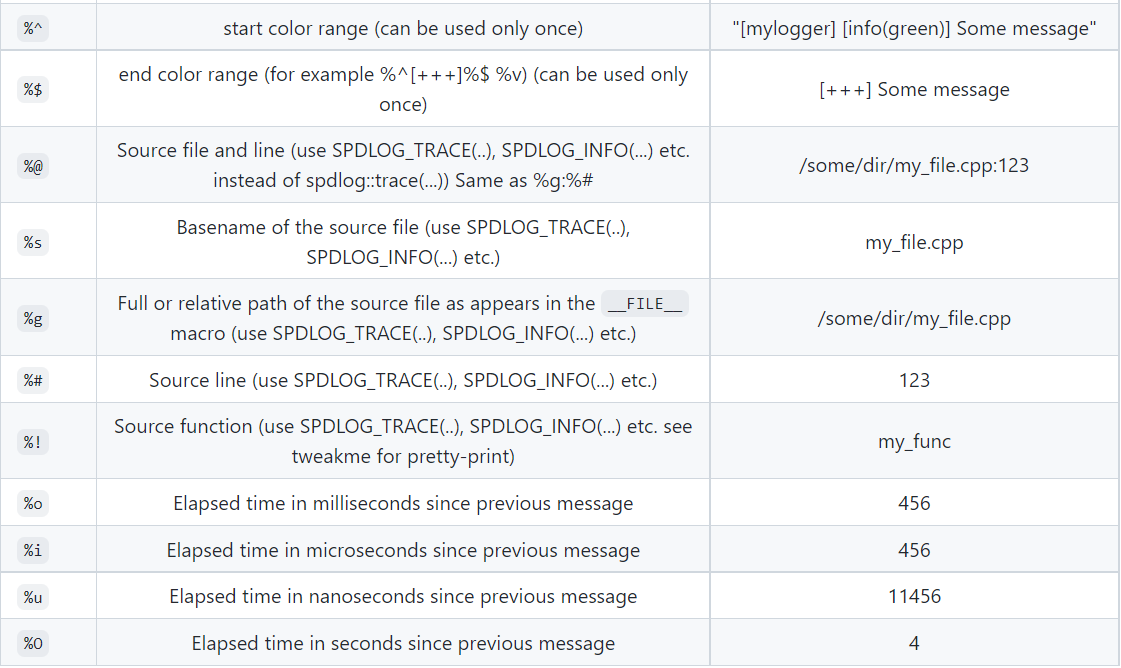 %^ start color range (can be used only once) "[mylogger] [info(green)] Some message"
end color range (for example %^[+++]%$ %v) (can be used only
%$ [+++] Some message
once)
Source file and line (use SPDLOG_TRACE(..), SPDLOG_INFO(...) etc.
%@ /some/dir/my_file.cpp:123
instead of spdlog::trace(...)) Same as %g:%#
Basename of the source file (use SPDLOG_TRACE(..),
%s my_file.cpp
SPDLOG_INFO(...) etc.)
Full or relative path of the source file as appears in the __FILE__
%g /some/dir/my_file.cpp
macro (use SPDLOG_TRACE(..), SPDLOG_INFO(...) etc.)
%# Source line (use SPDLOG_TRACE(..), SPDLOG_INFO(...) etc.) 123
Source function (use SPDLOG_TRACE(..), SPDLOG_INFO(...) etc. see
%! my_func
tweakme for pretty-print)
%o Elapsed time in milliseconds since previous message 456
%i Elapsed time in microseconds since previous message 456
%u Elapsed time in nanoseconds since previous message 11456
%O Elapsed time in seconds since previous message 4